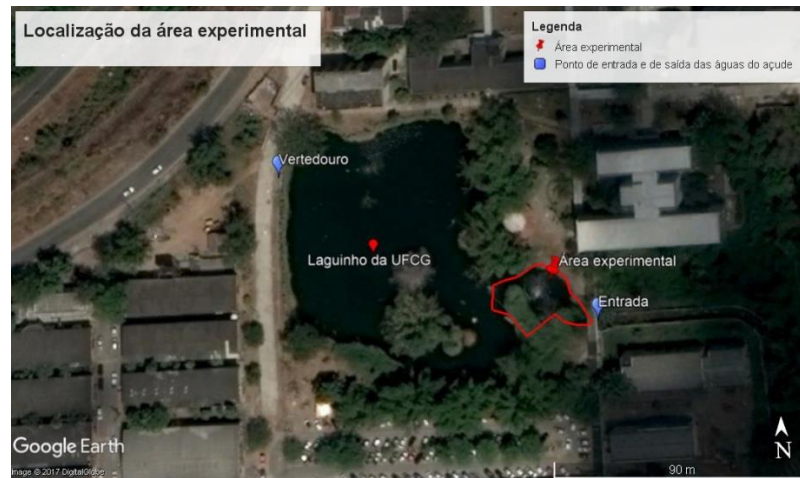 Localização da área experimental
Legenda
Área experimental
Ponto de entrada e de saída das águas do açude
Vertedouro
Laguinho da UFCG
Área experimental
Entrada
Google Earth
Image © 2017 DigitalGlobe
N
90 m